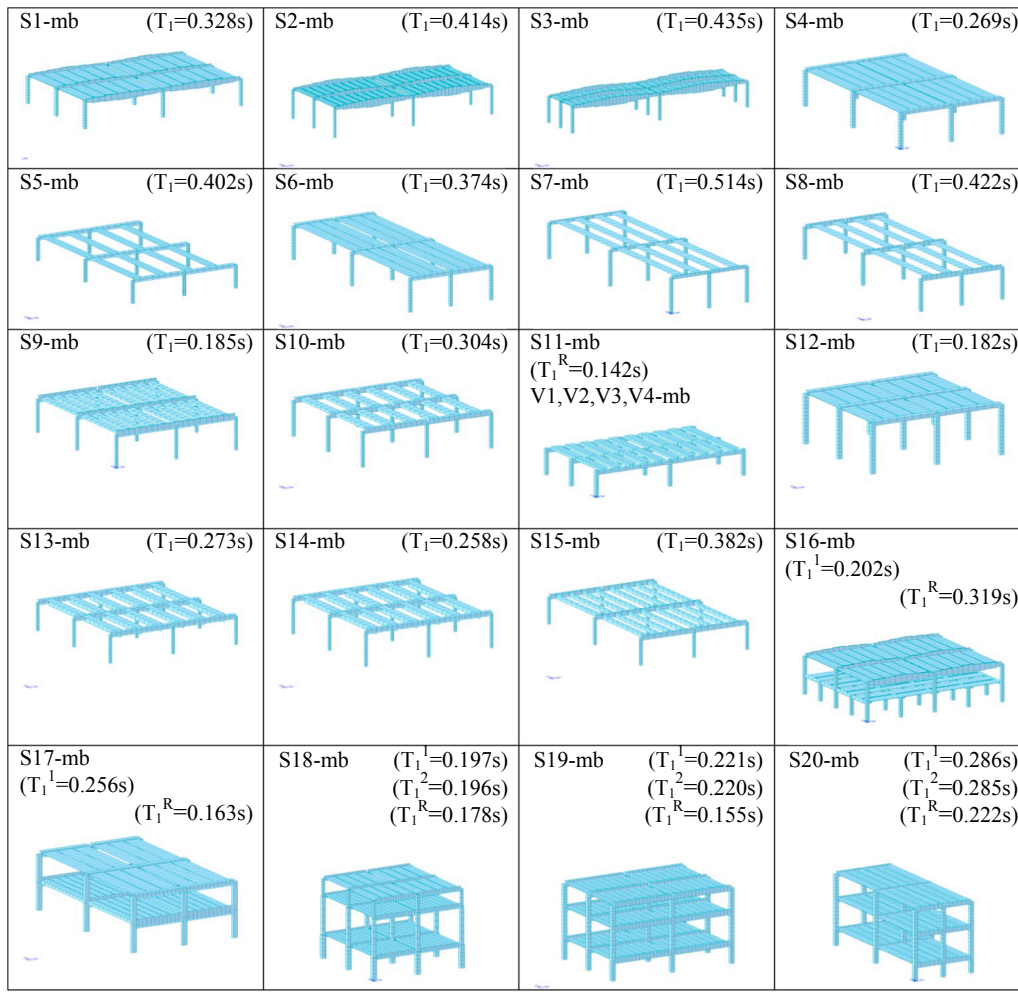 S1-mb (T₁=0.328s)
S2-mb (T₁=0.414s)
S3-mb (T₁=0.435s)
S4-mb (T₁=0.269s)
S5-mb (T₁=0.402s)
S6-mb (T₁=0.374s)
S7-mb (T₁=0.514s)
S8-mb (T₁=0.422s)
S9-mb (T₁=0.185s)
S10-mb (T₁=0.304s)
S11-mb
(T₁ᴿ=0.142s)
V1,V2,V3,V4-mb
S12-mb (T₁=0.182s)
S13-mb (T₁=0.273s)
S14-mb (T₁=0.258s)
S15-mb (T₁=0.382s)
S16-mb
(T₁¹=0.202s)
(T₁ᴿ=0.319s)
S17-mb
(T₁¹=0.256s)
(T₁ᴿ=0.163s)
S18-mb (T₁¹=0.197s)
(T₁²=0.196s)
(T₁ᴿ=0.178s)
S19-mb (T₁¹=0.221s)
(T₁²=0.220s)
(T₁ᴿ=0.155s)
S20-mb (T₁¹=0.286s)
(T₁²=0.285s)
(T₁ᴿ=0.222s)